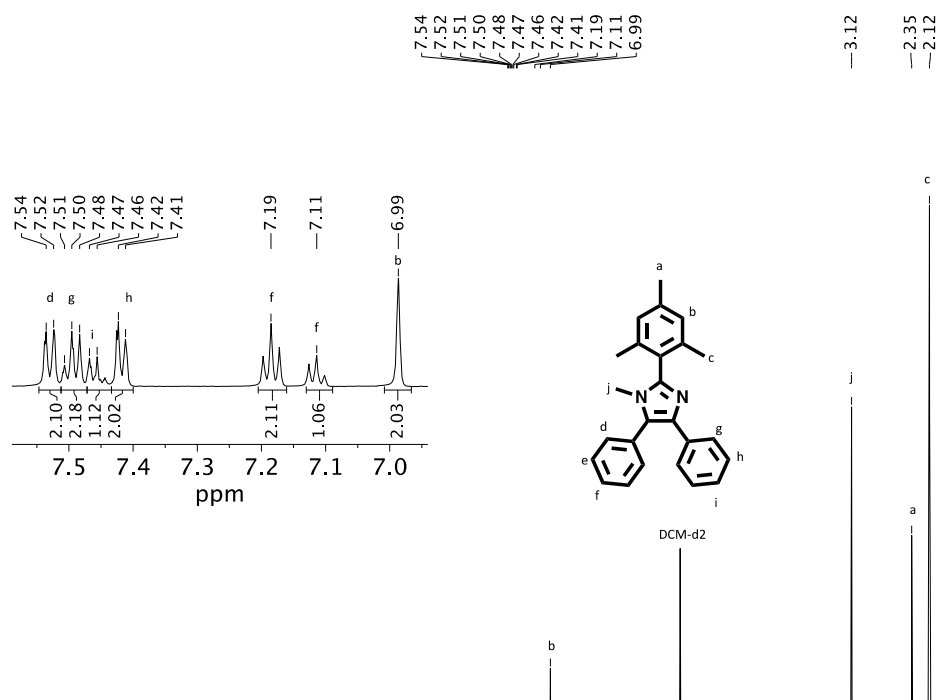 7.54
7.52
7.51
7.50
7.48
7.47
7.46
7.42
7.41
7.19
7.11
6.99
3.12
2.35
2.12
c
7.54
7.52
7.51
7.50
7.48
7.47
7.46
7.42
7.41
7.19
7.11
6.99
b
d
g
h
f
f
i
2.10
2.18
1.12
2.02
2.11
1.06
2.03
7.5
7.4
7.3
7.2
7.1
7.0
ppm
a
b
c
j
N
N
d
g
e
h
f
i
j
a
DCM-d2
b